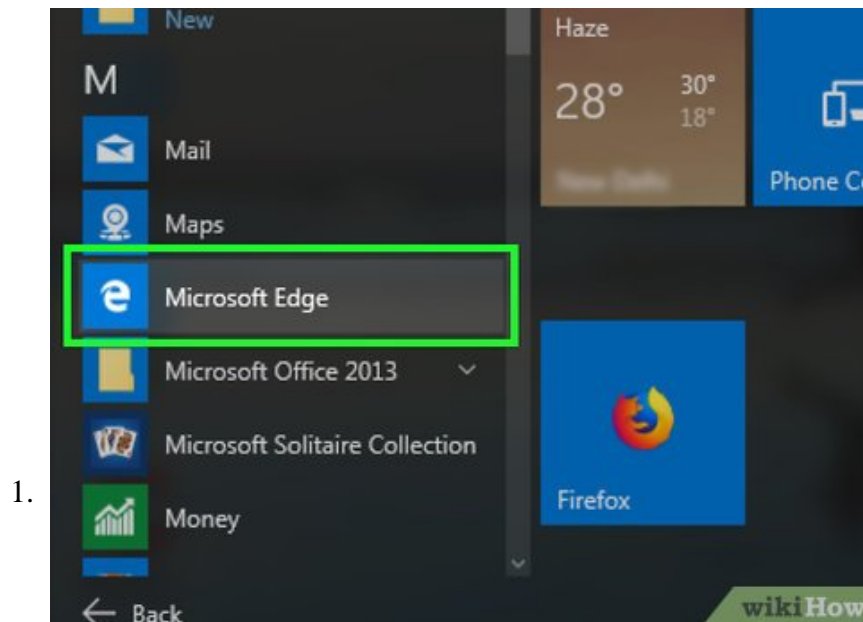 New
M
Mail
Maps
Microsoft Edge
Microsoft Office 2013
Microsoft Solitaire Collection
Money
Back
Haze
28°
30°
18°
Phone Co
Firefox
1.
wikiHow